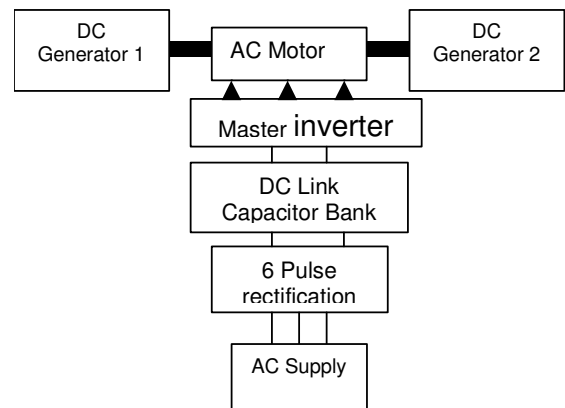 DC
Generator 1
AC Motor
DC
Generator 2
Master inverter
DC Link
Capacitor Bank
6 Pulse
rectification
AC Supply